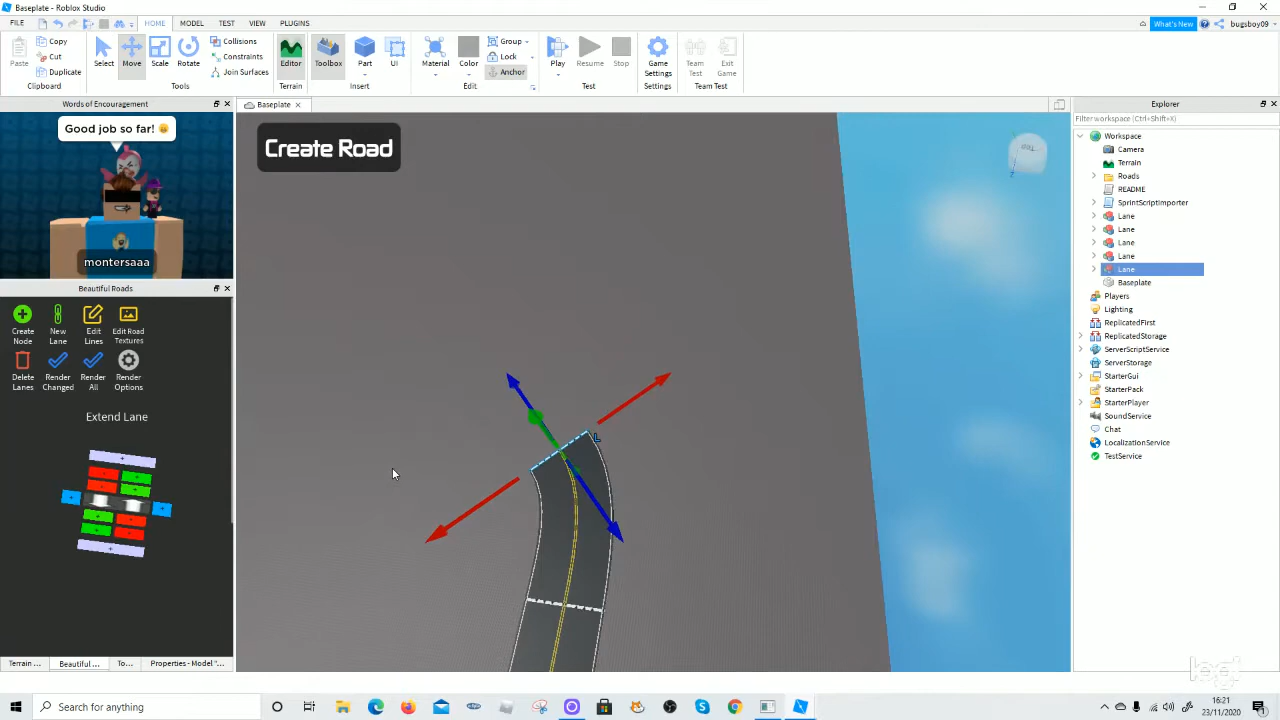 Baseplate - Roblox Studio
FILE HOME MODEL TEST VIEW PLUGINS What's New bugsboy09
Paste Copy Cut Duplicate Select Move Scale Rotate Collisions Constraints Join Surfaces Editor Toolbox Part UI Material Color Group Lock Anchor Play Resume Stop Game Settings Team Test Exit Game
Clipboard Tools Terrain Insert Edit Test Settings Team Test
Words of Encouragement
Good job so far!
montersaaa
Beautiful Roads
Create Node New Lane Edit Lines Edit Road Textures
Delete Lanes Render Changed Render All Render Options
Extend Lane
Terrain ... Beautiful ... To... Properties - Model "...
Baseplate
Create Road
TOP
Z
L
Explorer
Filter workspace (Ctrl+Shift+X)
Workspace
Camera
Terrain
Roads
README
SprintScriptImporter
Lane
Lane
Lane
Lane
Lane
Baseplate
Players
Lighting
ReplicatedFirst
ReplicatedStorage
ServerScriptService
ServerStorage
StarterGui
StarterPack
StarterPlayer
SoundService
Chat
LocalizationService
TestService
Search for anything
16:21
23/11/2020